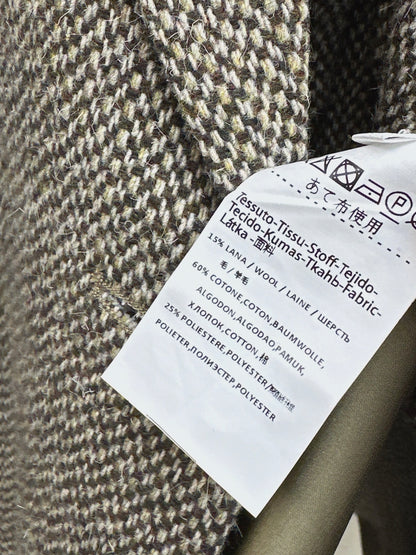 P
あて布使用
Tessuto-Tissu-Stoff-Tejido-
Tecido-Kumas-Tkahb-Fabric-
Látka -面料
15% LANA / WOOL / LAINE / ШЕРСТЬ
毛 / 羊毛
60% COTONE,COTON,BAUMWOLLE,
ALGODON,ALGODAO,PAMUK,
ХЛОПОК,COTTON,棉
25% POLIESTERE,POLYESTER/
POLIETER,ПОЛИЭСТЕР,POLYESTER